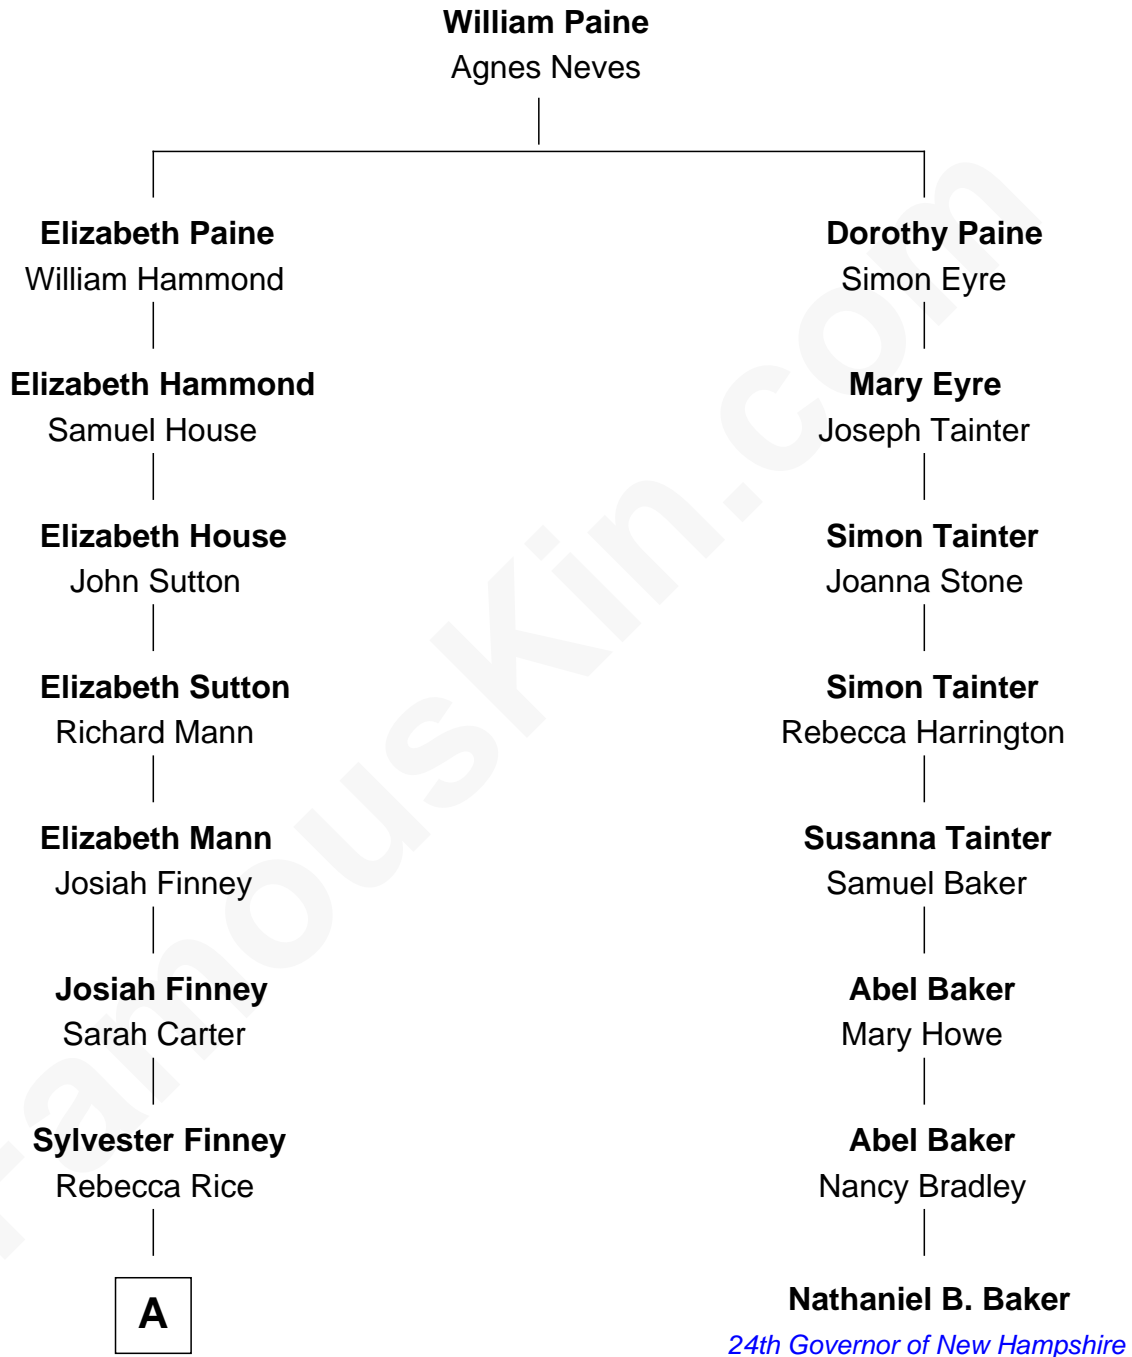 William Paine
Agnes Neves
Elizabeth Paine
William Hammond
Dorothy Paine
Simon Eyre
Elizabeth Hammond
Samuel House
Mary Eyre
Joseph Tainter
Elizabeth House
John Sutton
Simon Tainter
Joanna Stone
Elizabeth Sutton
Richard Mann
Simon Tainter
Rebecca Harrington
Elizabeth Mann
Josiah Finney
Susanna Tainter
Samuel Baker
Josiah Finney
Sarah Carter
Abel Baker
Mary Howe
Sylvester Finney
Rebecca Rice
Abel Baker
Nancy Bradley
A
Nathaniel B. Baker
24th Governor of New Hampshire
FamousKin.com